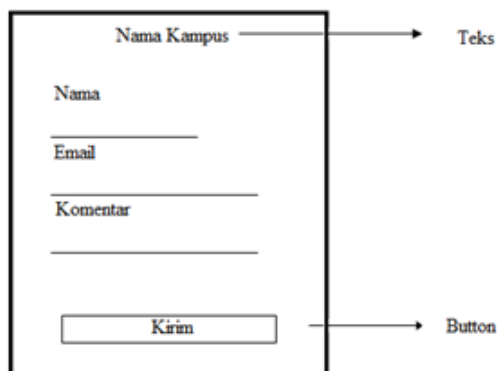 Nama Kampus
Teks
Nama
Email
Komentar
Kirim
Button